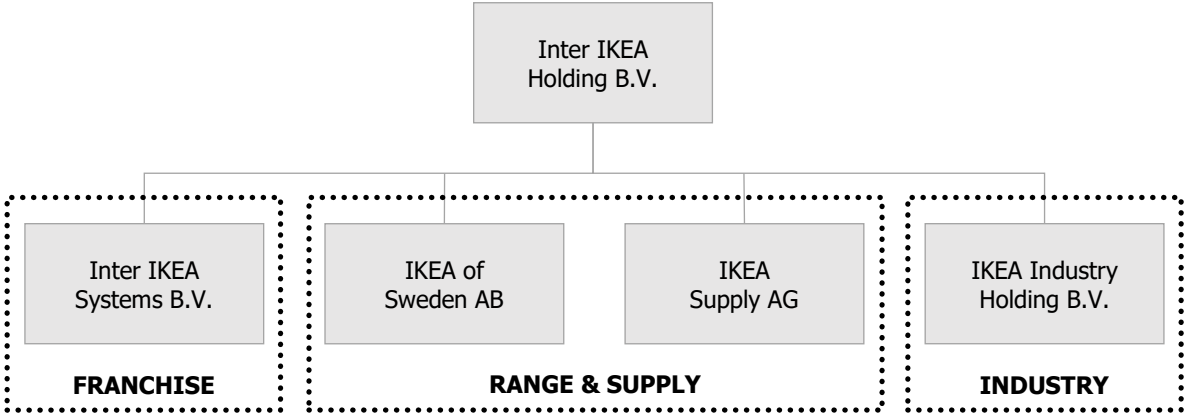 Inter IKEA
Holding B.V.
Inter IKEA
Systems B.V.
IKEA of
Sweden AB
IKEA
Supply AG
IKEA Industry
Holding B.V.
FRANCHISE
RANGE & SUPPLY
INDUSTRY